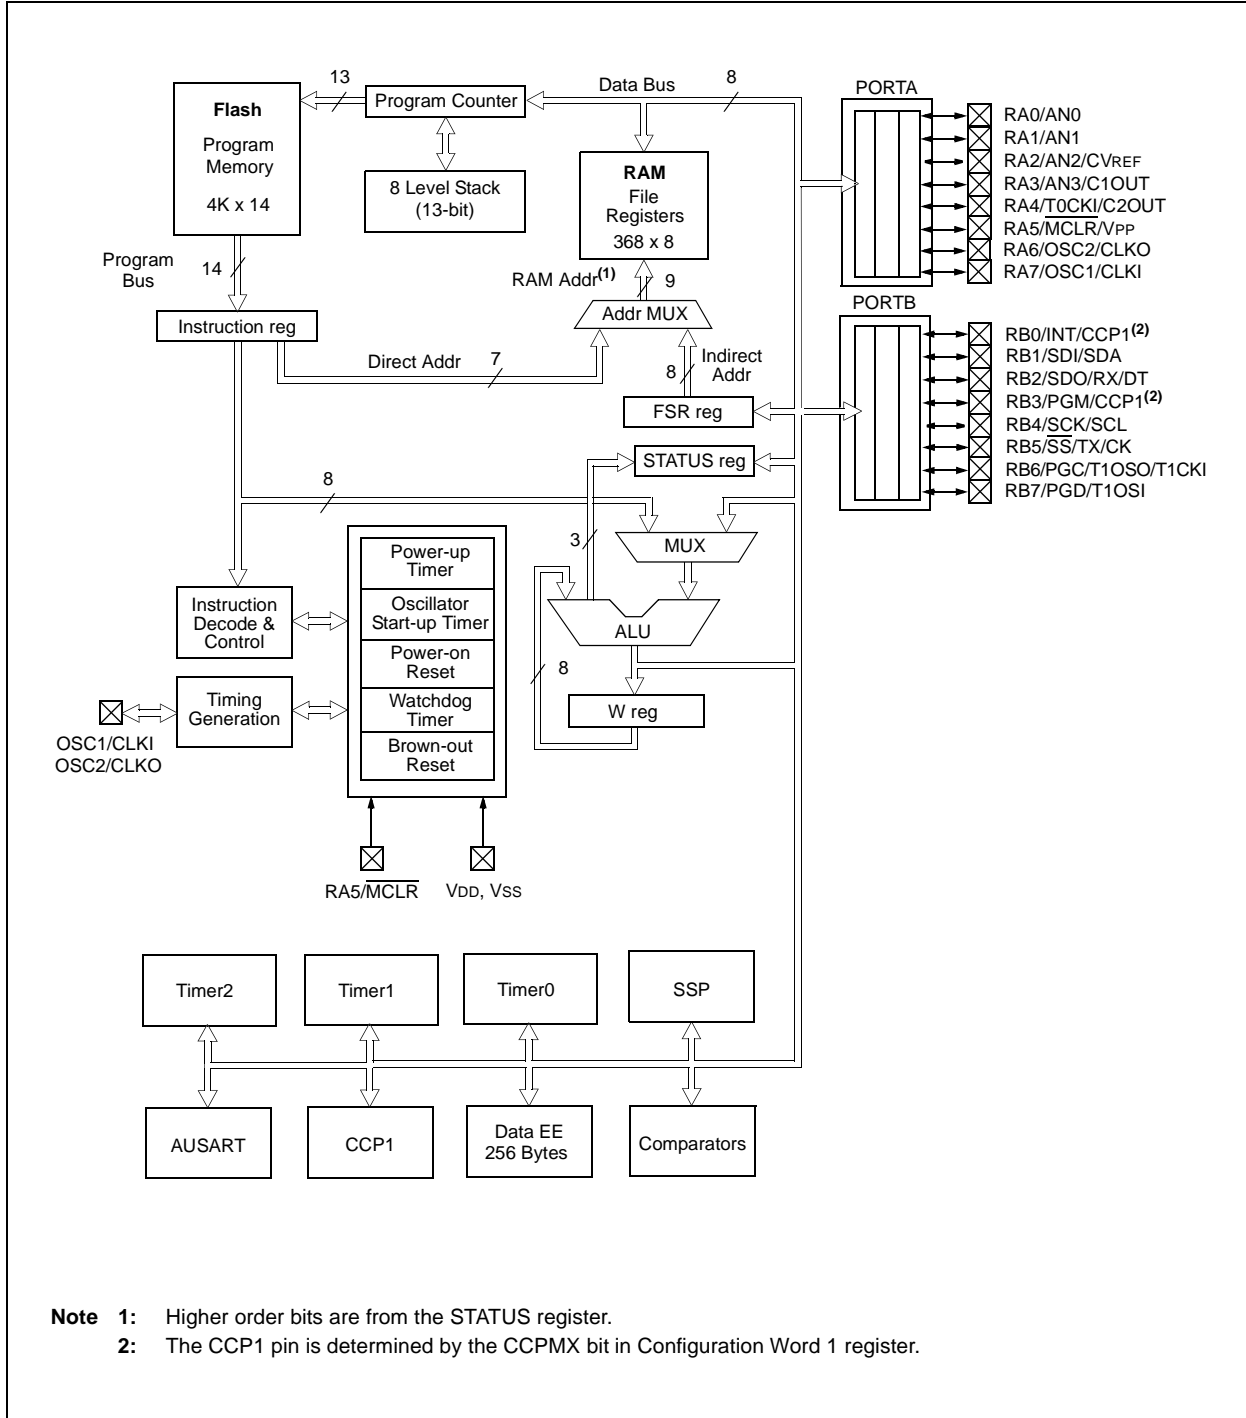 13
Data Bus
8
PORTA
Flash
Program
Memory
4K x 14
Program Counter
8 Level Stack
(13-bit)
RAM
File
Registers
368 x 8
RA0/AN0
RA1/AN1
RA2/AN2/CVREF
RA3/AN3/C1OUT
RA4/T0CKI/C2OUT
RA5/MCLR/VPP
RA6/OSC2/CLKO
RA7/OSC1/CLKI
Program
Bus
14
RAM Addr(1)
9
PORTB
Instruction reg
Addr MUX
Direct Addr
7
8
Indirect
Addr
FSR reg
RB0/INT/CCP1(2)
RB1/SDI/SDA
RB2/SDO/RX/DT
RB3/PGM/CCP1(2)
RB4/SCK/SCL
RB5/SS/TX/CK
RB6/PGC/T1OSO/T1CKI
RB7/PGD/T1OSI
STATUS reg
8
3
MUX
Power-up
Timer
Oscillator
Start-up Timer
Power-on
Reset
Watchdog
Timer
Brown-out
Reset
Instruction
Decode &
Control
ALU
8
W reg
Timing
Generation
OSC1/CLKI
OSC2/CLKO
RA5/MCLR
VDD, VSS
Timer2
Timer1
Timer0
SSP
AUSART
CCP1
Data EE
256 Bytes
Comparators
Note 1: Higher order bits are from the STATUS register.
2: The CCP1 pin is determined by the CCPMX bit in Configuration Word 1 register.